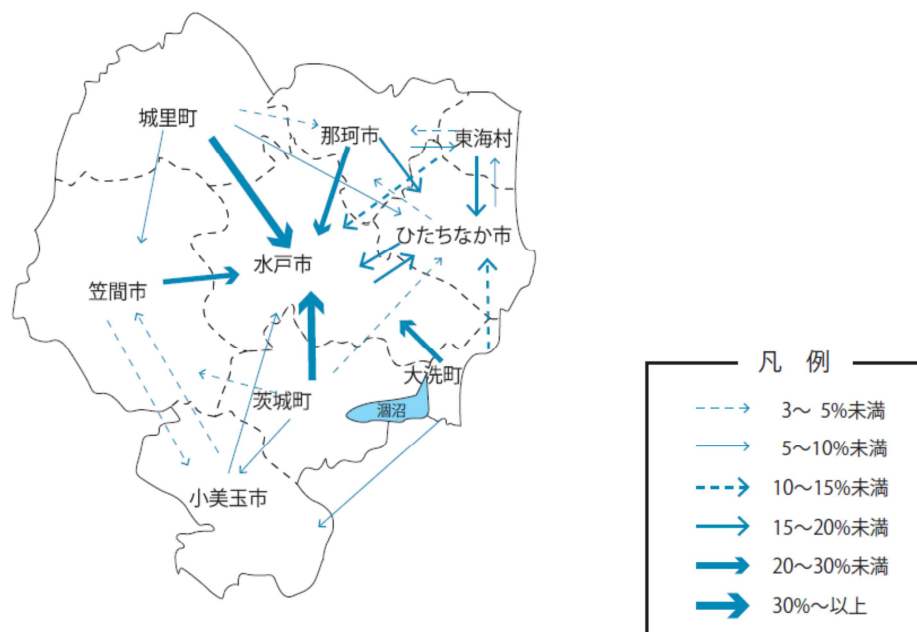 城里町
那珂市
東海村
ひたちなか市
水戸市
笠間市
大洗町
茨城町
涸沼
小美玉市
凡 例
3～ 5%未満
5～10%未満
10～15%未満
15～20%未満
20～30%未満
30%～以上